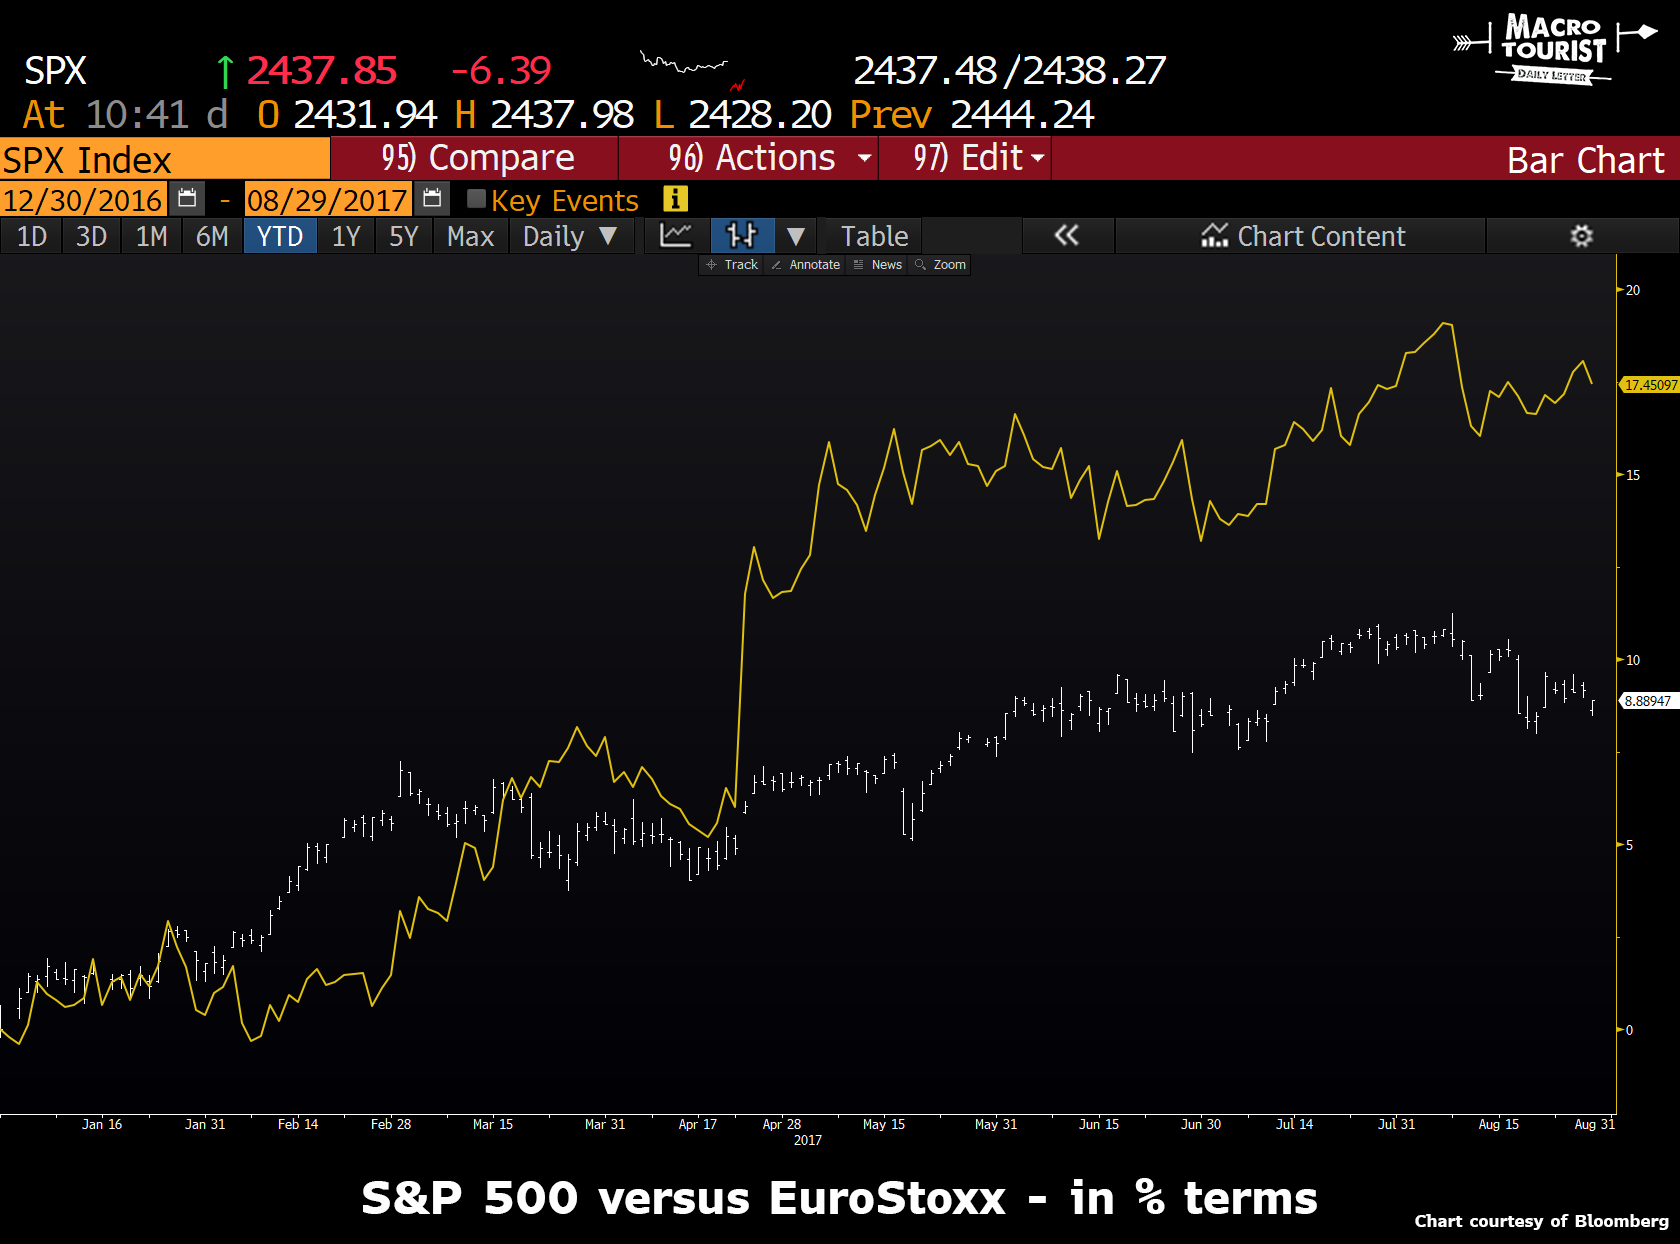 MACRO
TOURIST
DAILY LETTER
SPX ↑ 2437.85 -6.39 2437.48/2438.27
At 10:41 d O 2431.94 H 2437.98 L 2428.20 Prev 2444.24
SPX Index 95) Compare 96) Actions 97) Edit Bar Chart
12/30/2016 - 08/29/2017 Key Events i
1D 3D 1M 6M YTD 1Y 5Y Max Daily ▼ ▼ Table « Chart Content
Track Annotate News Zoom
20
17.45097
15
10
8.88947
5
0
Jan 16 Jan 31 Feb 14 Feb 28 Mar 15 Mar 31 Apr 17 Apr 28 May 15 May 31 Jun 15 Jun 30 Jul 14 Jul 31 Aug 15 Aug 31
2017
S&P 500 versus EuroStoxx - in % terms
Chart courtesy of Bloomberg